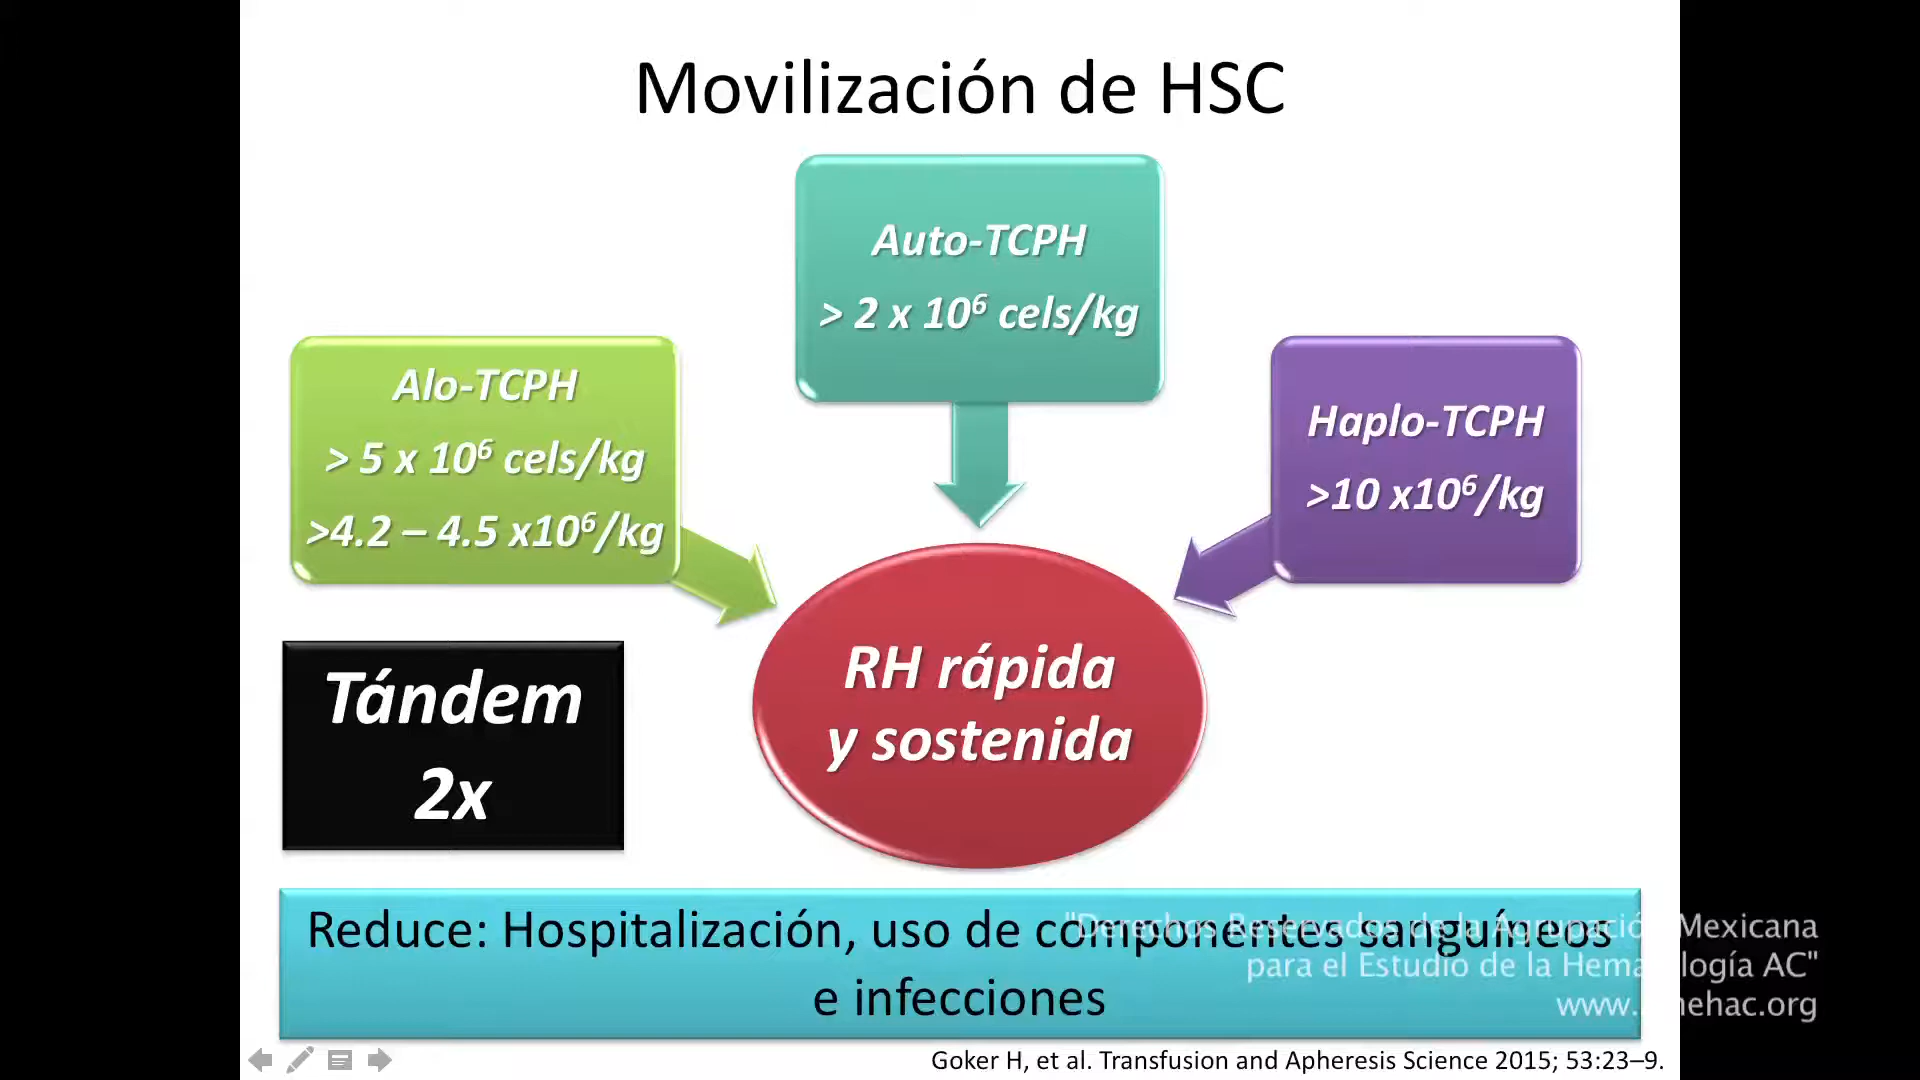 Movilización de HSC
Auto-TCPH
> 2 x 10⁶ cels/kg
Alo-TCPH
> 5 x 10⁶ cels/kg
>4.2 – 4.5 x10⁶/kg
Haplo-TCPH
>10 x10⁶/kg
RH rápida
y sostenida
Tándem
2x
Reduce: Hospitalización, uso de componentes sanguíneos
e infecciones
"Derechos Reservados de la Agrupación Mexicana
para el Estudio de la Hematología AC"
www.amehac.org
Goker H, et al. Transfusion and Apheresis Science 2015; 53:23–9.